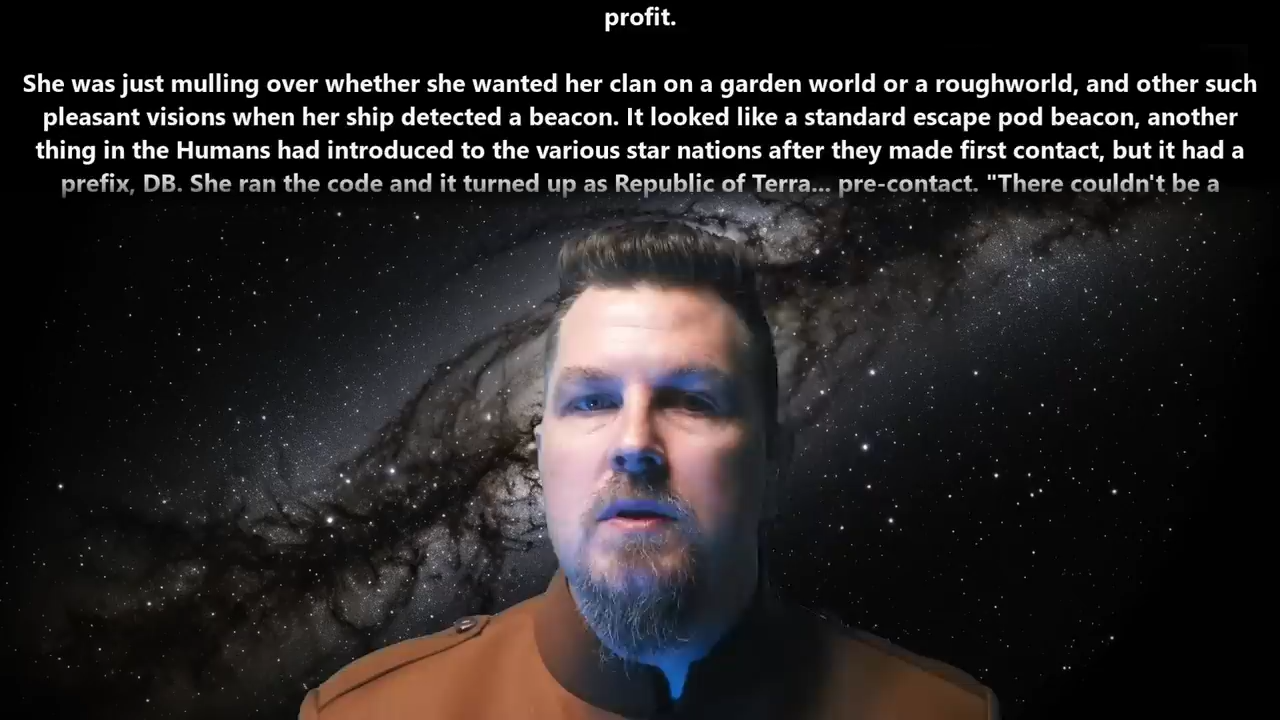 profit.
She was just mulling over whether she wanted her clan on a garden world or a roughworld, and other such
pleasant visions when her ship detected a beacon. It looked like a standard escape pod beacon, another
thing in the Humans had introduced to the various star nations after they made first contact, but it had a
prefix, DB. She ran the code and it turned up as Republic of Terra... pre-contact. "There couldn't be a